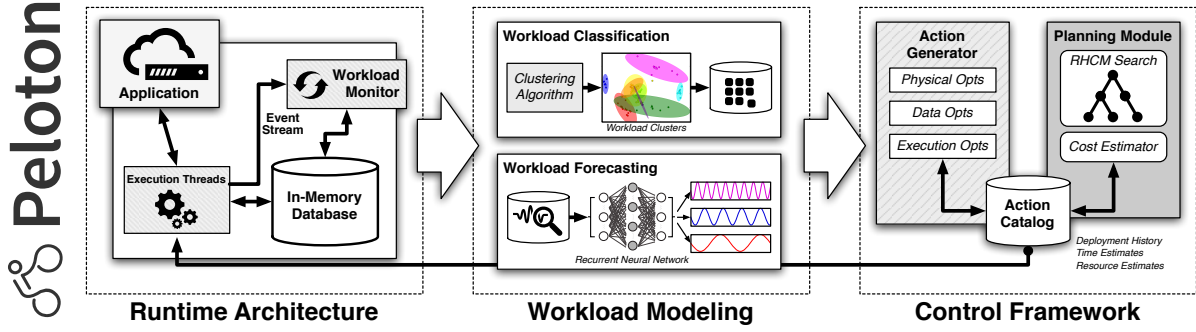 Peloton
Application
Workload
Monitor
Event
Stream
Execution Threads
In-Memory
Database
Runtime Architecture
Workload Classification
Clustering
Algorithm
Workload Clusters
Workload Forecasting
Recurrent Neural Network
Workload Modeling
Action
Generator
Physical Opts
Data Opts
Execution Opts
Planning Module
RHCM Search
Cost Estimator
Action
Catalog
Deployment History
Time Estimates
Resource Estimates
Control Framework